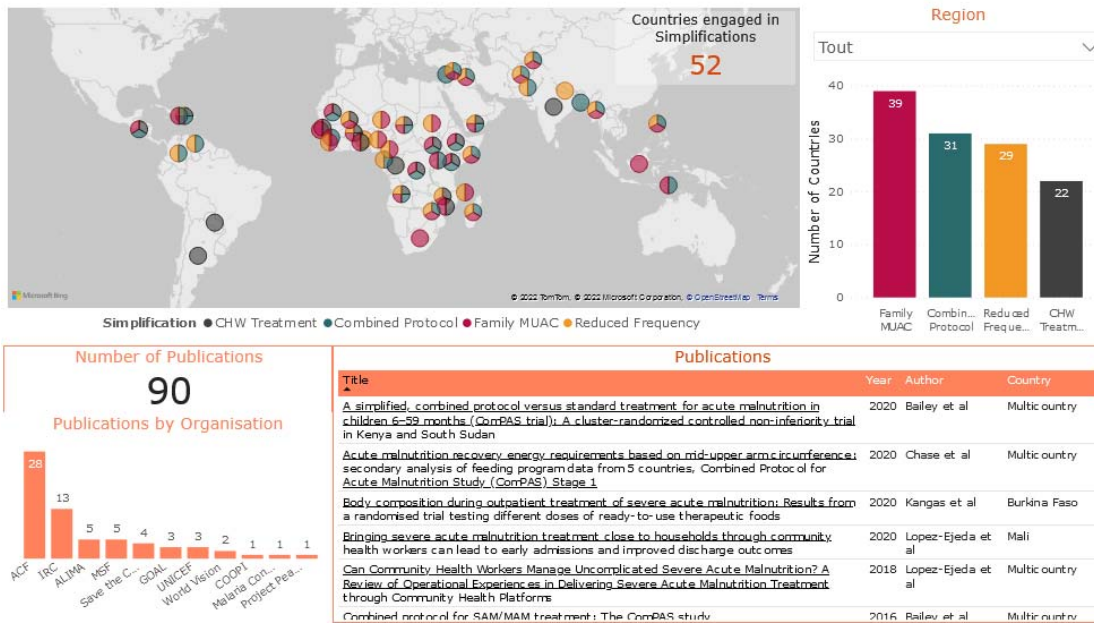 Countries engaged in
Simplifications
52
Microsoft Bing
© 2022 TomTom, © 2022 Microsoft Corporation, © OpenStreetMap Terms
Simplification CHW Treatment Combined Protocol Family MUAC Reduced Frequency
Region
Tout
Number of Countries
40
30
20
10
0
39
31
29
22
Family
MUAC
Combin...
Protocol
Reduced
Freque...
CHW
Treatm...
Number of Publications
90
Publications by Organisation
28
13
5
5
4
3
3
2
1
1
1
ACF
IRC
ALIMA
MSF
Save the C...
GOAL
UNICEF
World Vision
COOPI
Malaria Con...
Project Pea...
Publications
Title Year Author Country
A simplified, combined protocol versus standard treatment for acute malnutrition in 2020 Bailey et al Multicountry
children 6–59 months (ComPAS trial): A cluster-randomized controlled non-inferiority trial
in Kenya and South Sudan
Acute malnutrition recovery energy requirements based on mid-upper arm circumference: 2020 Chase et al Multicountry
secondary analysis of feeding program data from 5 countries, Combined Protocol for
Acute Malnutrition Study (ComPAS) Stage 1
Body composition during outpatient treatment of severe acute malnutrition: Results from 2020 Kangas et al Burkina Faso
a randomised trial testing different doses of ready-to-use therapeutic foods
Bringing severe acute malnutrition treatment close to households through community 2020 Lopez-Ejeda et Mali
health workers can lead to early admissions and improved discharge outcomes al
Can Community Health Workers Manage Uncomplicated Severe Acute Malnutrition? A 2018 Lopez-Ejeda et Multicountry
Review of Operational Experiences in Delivering Severe Acute Malnutrition Treatment al
through Community Health Platforms
Combined protocol for SAM/MAM treatment: The ComPAS study 2016 Bailey et al Multicountry